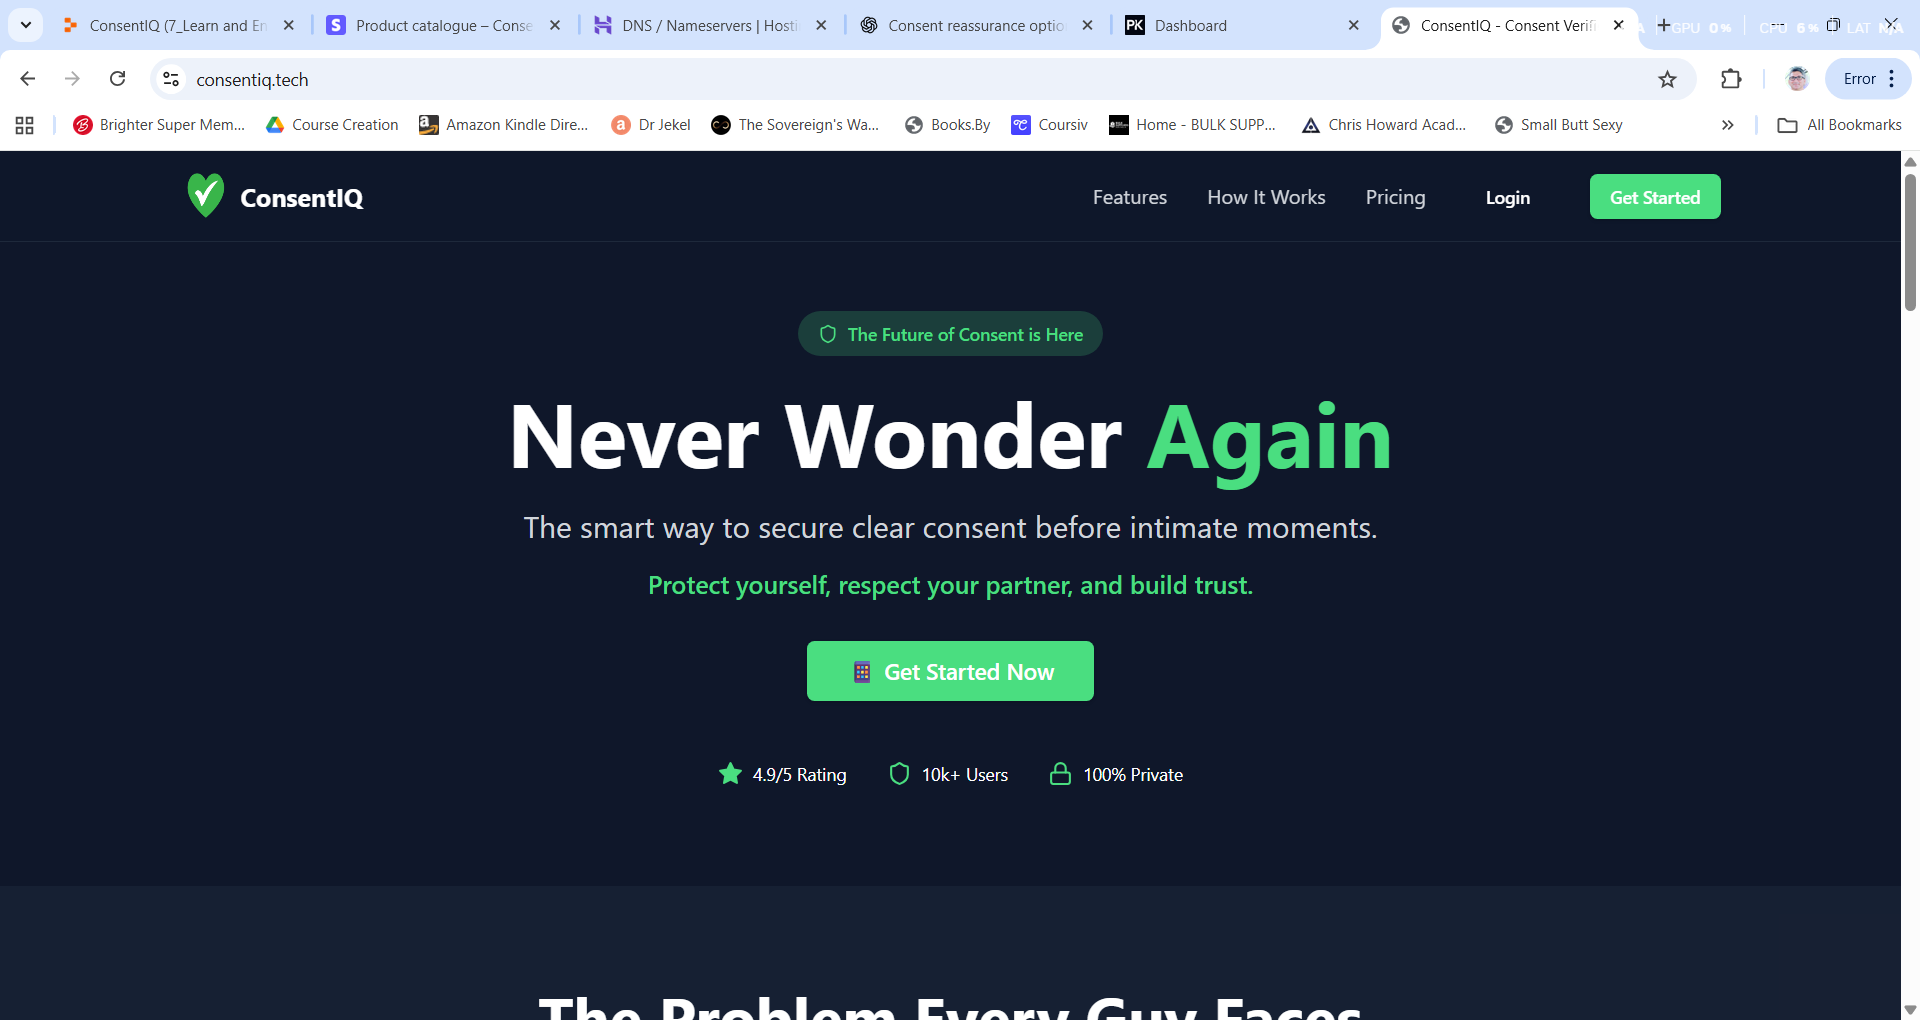 ConsentIQ (7_Learn and En
Product catalogue – Conse
DNS / Nameservers | Hosti
Consent reassurance optio
PK
Dashboard
ConsentIQ - Consent Verifi
GPU 0%
CPU 6%
LAT N/A
consentiq.tech
Error
Brighter Super Mem...
Course Creation
Amazon Kindle Dire...
Dr Jekel
The Sovereign's Wa...
Books.By
Coursiv
Home - BULK SUPP...
Chris Howard Acad...
Small Butt Sexy
All Bookmarks
ConsentIQ
Features
How It Works
Pricing
Login
Get Started
The Future of Consent is Here
Never Wonder Again
The smart way to secure clear consent before intimate moments.
Protect yourself, respect your partner, and build trust.
Get Started Now
4.9/5 Rating
10k+ Users
100% Private
The Problem Every Guy Faces